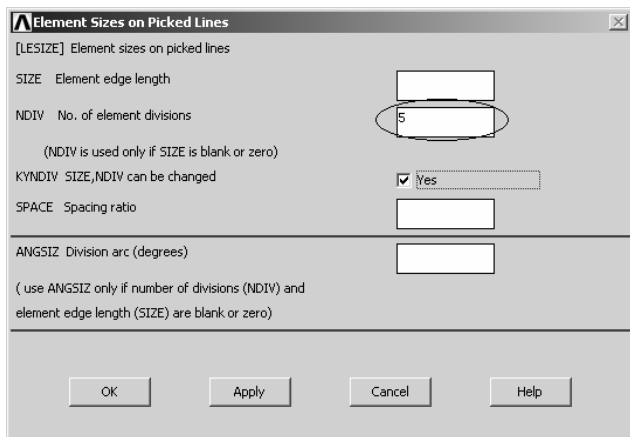 Element Sizes on Picked Lines
[LESIZE] Element sizes on picked lines
SIZE Element edge length
NDIV No. of element divisions 5
(NDIV is used only if SIZE is blank or zero)
KYNDIV SIZE,NDIV can be changed Yes
SPACE Spacing ratio
ANGSIZ Division arc (degrees)
( use ANGSIZ only if number of divisions (NDIV) and
element edge length (SIZE) are blank or zero)
OK Apply Cancel Help